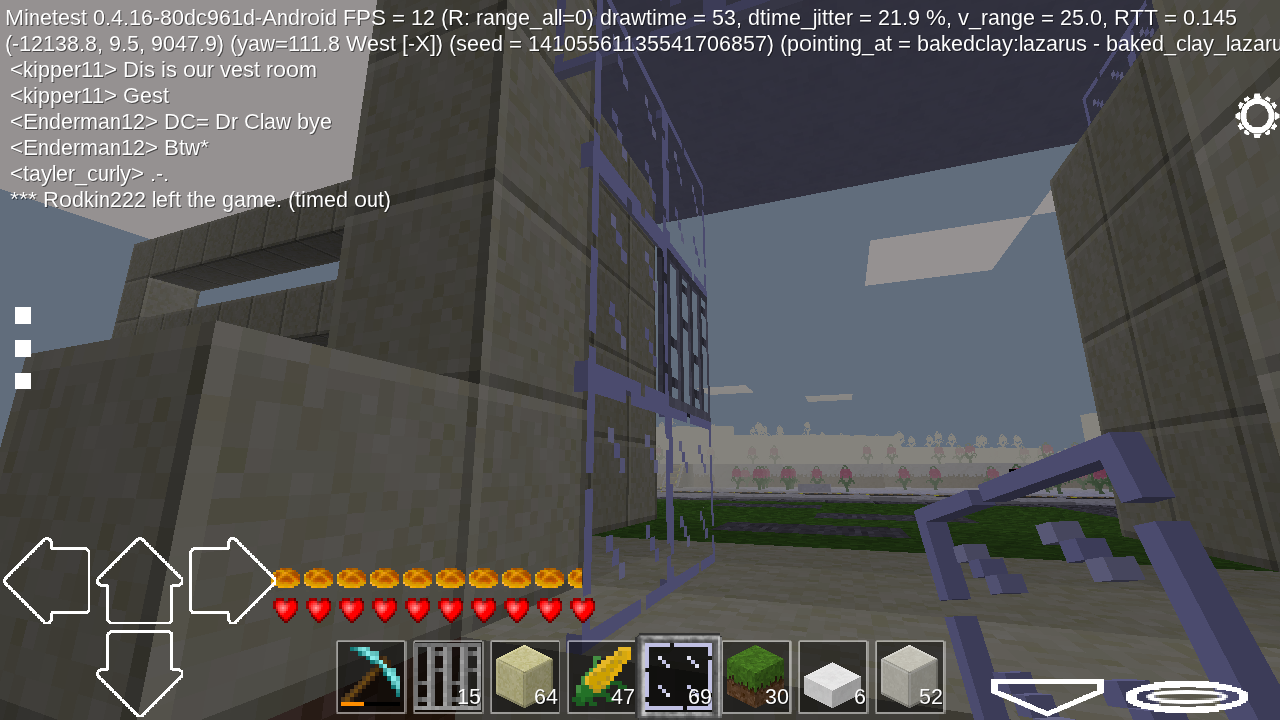 Minetest 0.4.16-80dc961d-Android FPS = 12 (R: range_all=0) drawtime = 53, dtime_jitter = 21.9 %, v_range = 25.0, RTT = 0.145
(-12138.8, 9.5, 9047.9) (yaw=111.8 West [-X]) (seed = 14105561135541706857) (pointing_at = bakedclay:lazarus - baked_clay_lazaru
<kipper11> Dis is our vest room
<kipper11> Gest
<Enderman12> DC= Dr Claw bye
<Enderman12> Btw*
<tayler_curly> .-.
*** Rodkin222 left the game. (timed out)
15 64 47 69 30 6 52